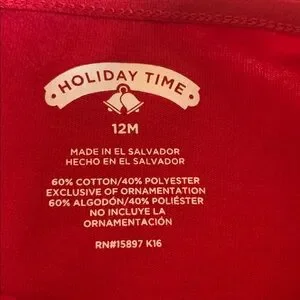 • HOLIDAY TIME •
12M
MADE IN EL SALVADOR
HECHO EN EL SALVADOR
60% COTTON/40% POLYESTER
EXCLUSIVE OF ORNAMENTATION
60% ALGODÓN/40% POLIÉSTER
NO INCLUYE LA
ORNAMENTACIÓN
RN#15897 K16